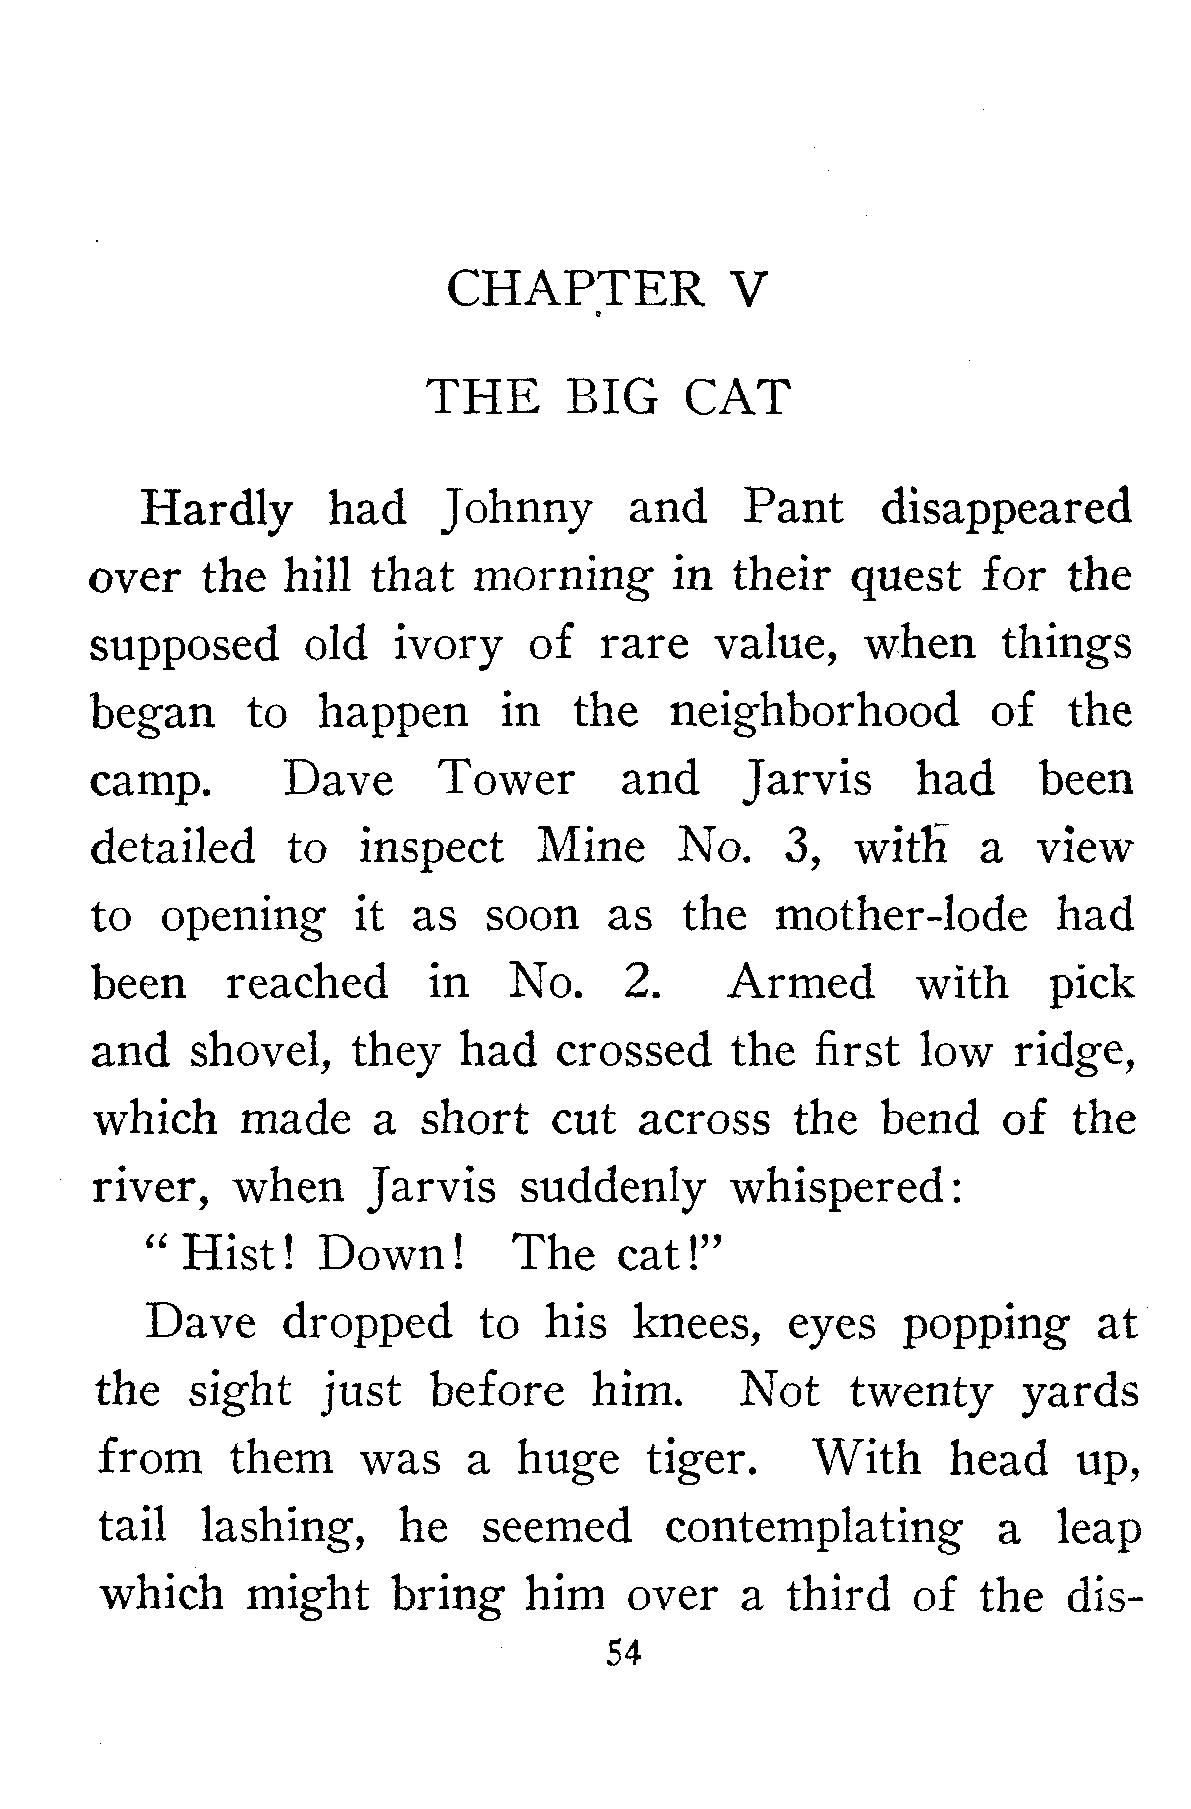 CHAPTER V
THE BIG CAT
Hardly had Johnny and Pant disappeared
over the hill that morning in their quest for the
supposed old ivory of rare value, when things
began to happen in the neighborhood of the
camp. Dave Tower and Jarvis had been
detailed to inspect Mine No. 3, with a view
to opening it as soon as the mother-lode had
been reached in No. 2. Armed with pick
and shovel, they had crossed the first low ridge,
which made a short cut across the bend of the
river, when Jarvis suddenly whispered:
“Hist! Down! The cat!”
Dave dropped to his knees, eyes popping at
the sight just before him. Not twenty yards
from them was a huge tiger. With head up,
tail lashing, he seemed contemplating a leap
which might bring him over a third of the dis-
54